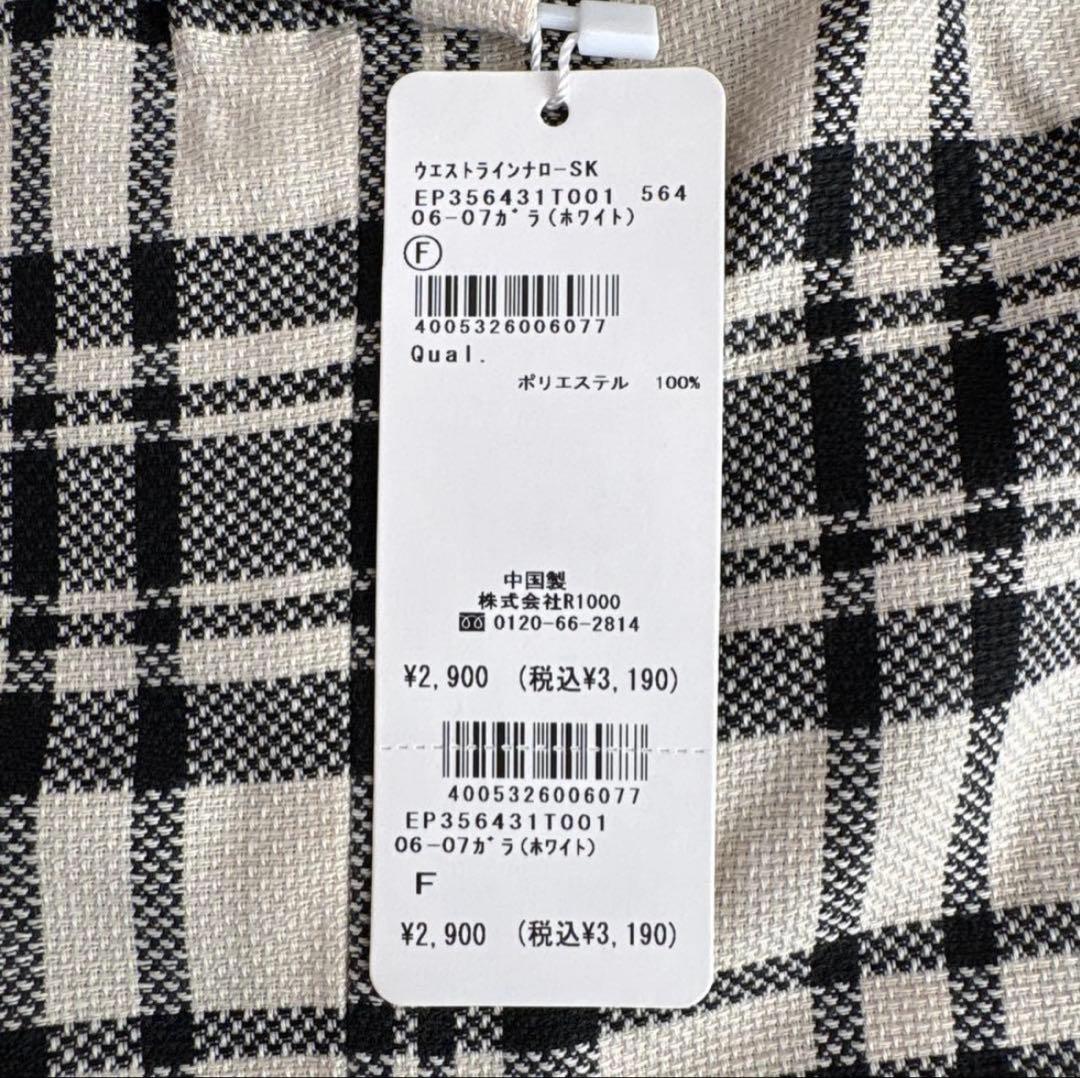 ウエストラインナローSK
EP356431T001 564
06-07ｶﾞﾗ(ﾎﾜｲﾄ)
F
4005326006077
Qual.
ポリエステル 100%
中国製
株式会社R1000
0120-66-2814
¥2,900 (税込¥3,190)
4005326006077
EP356431T001
06-07ｶﾞﾗ(ﾎﾜｲﾄ)
F
¥2,900 (税込¥3,190)